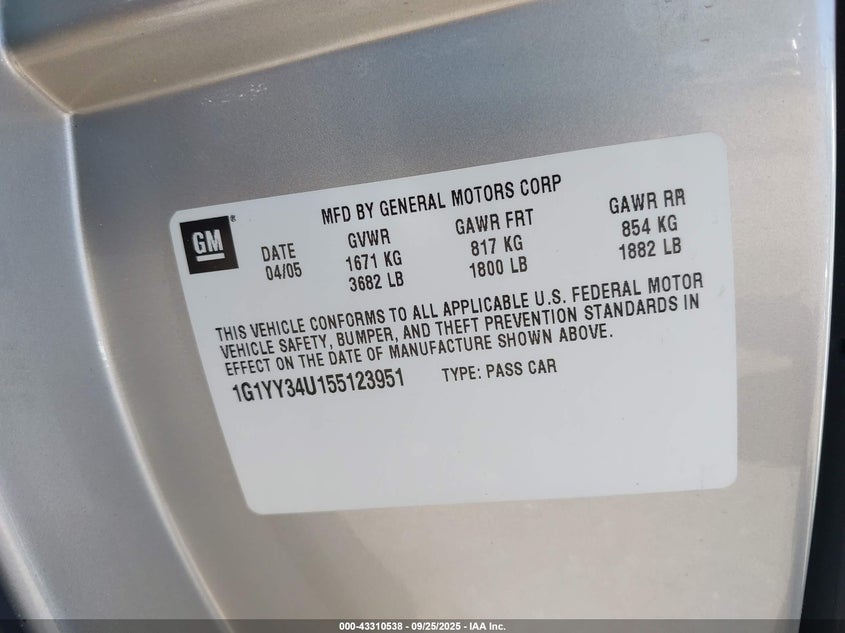 MFD BY GENERAL MOTORS CORP
GM®
DATE GVWR GAWR FRT GAWR RR
04/05 1671 KG 817 KG 854 KG
3682 LB 1800 LB 1882 LB
THIS VEHICLE CONFORMS TO ALL APPLICABLE U.S. FEDERAL MOTOR
VEHICLE SAFETY, BUMPER, AND THEFT PREVENTION STANDARDS IN
EFFECT ON THE DATE OF MANUFACTURE SHOWN ABOVE.
1G1YY34U155123951 TYPE: PASS CAR
000-43310538 - 09/25/2025 - IAA Inc.